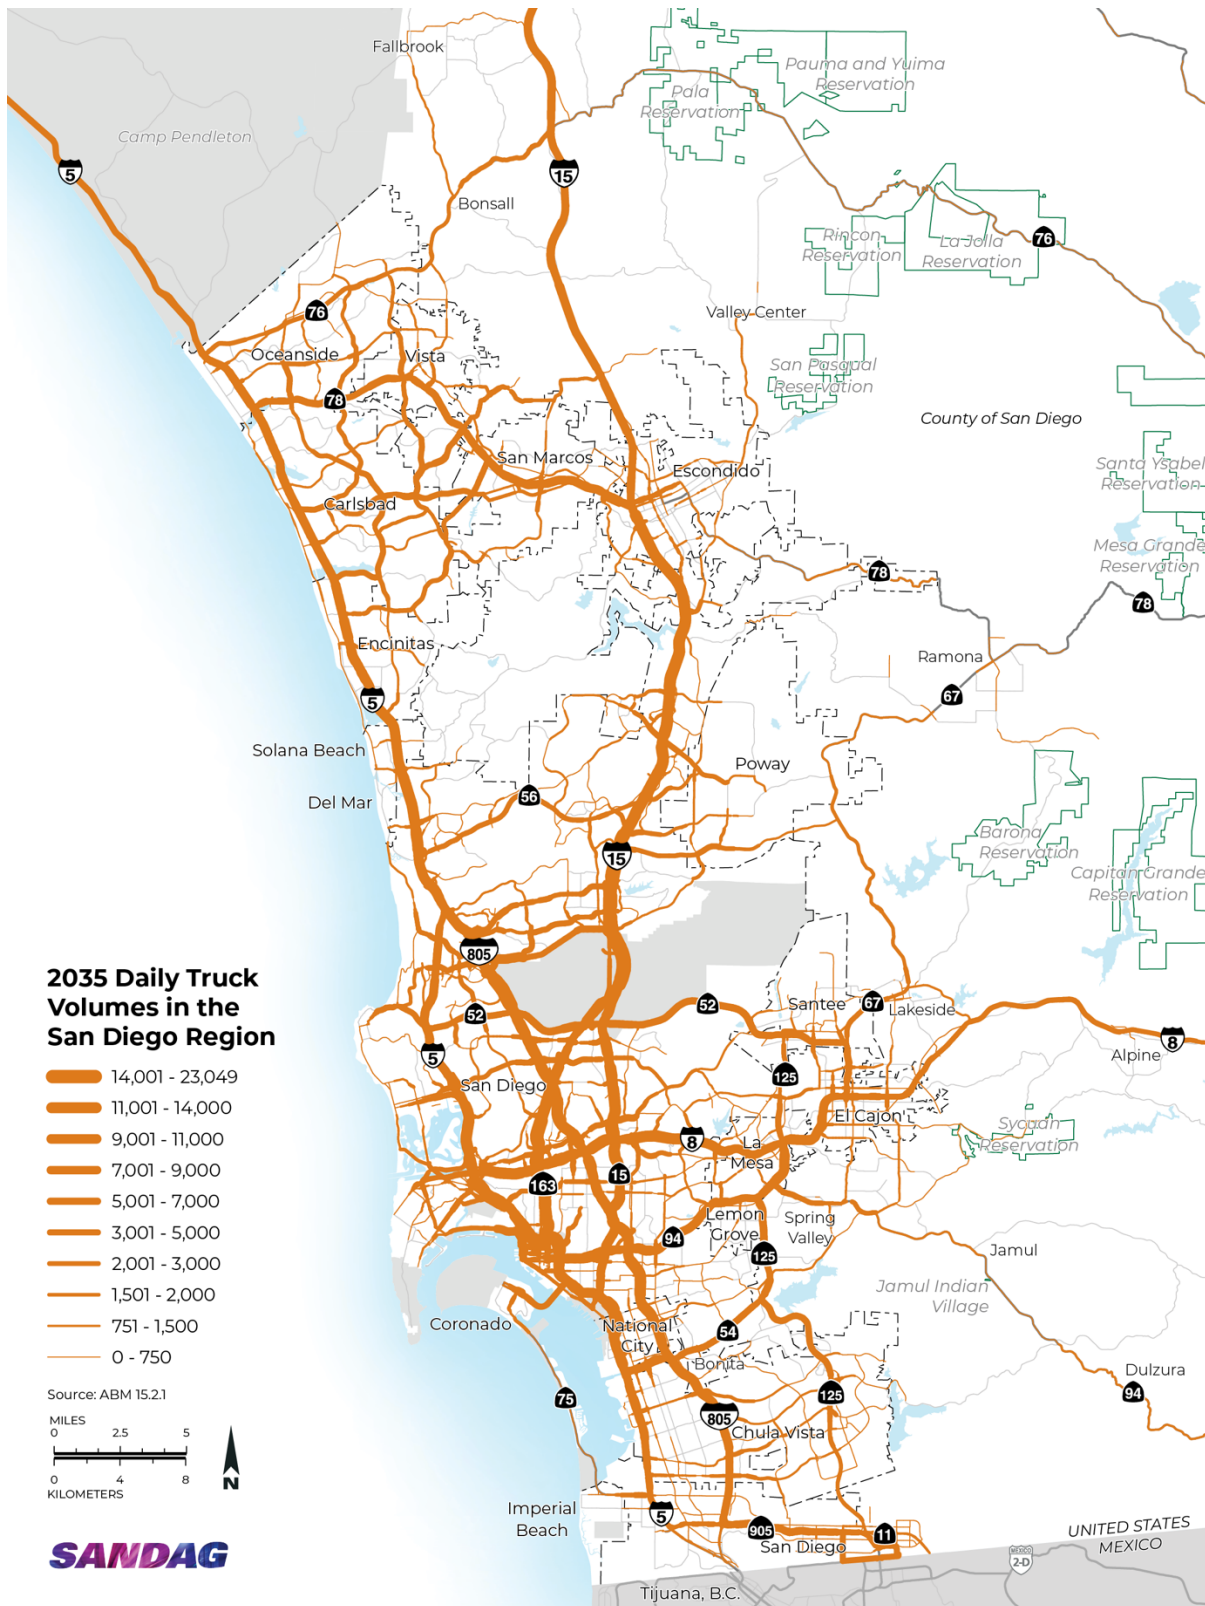 Fallbrook
Pauma and Yuima
Reservation
Pala
Reservation
Camp Pendleton
5
15
Bonsall
Rincon
Reservation
La Jolla
Reservation
76
76
Valley Center
Oceanside
Vista
San Pasqual
Reservation
78
County of San Diego
San Marcos
Escondido
Santa Ysabel
Reservation
Carlsbad
Mesa Grande
Reservation
78
78
Encinitas
Ramona
67
5
Solana Beach
Poway
56
Del Mar
Barona
Reservation
15
Capitan Grande
Reservation
805
2035 Daily Truck
Volumes in the
San Diego Region
52
52
Santee
67
Lakeside
5
8
Alpine
14,001 - 23,049
125
San Diego
11,001 - 14,000
El Cajon
9,001 - 11,000
Sycuan
Reservation
8
La
Mesa
7,001 - 9,000
163
15
5,001 - 7,000
Lemon
Grove
Spring
Valley
3,001 - 5,000
94
125
Jamul
2,001 - 3,000
Jamul Indian
Village
1,501 - 2,000
Coronado
National
City
54
751 - 1,500
0 - 750
Bonita
Dulzura
94
Source: ABM 15.2.1
75
125
805
Chula Vista
MILES
0 2.5 5
0 4 8
KILOMETERS
N
Imperial
Beach
5
905
San Diego
11
UNITED STATES
MEXICO
MEXICO
2-D
SANDAG
Tijuana, B.C.